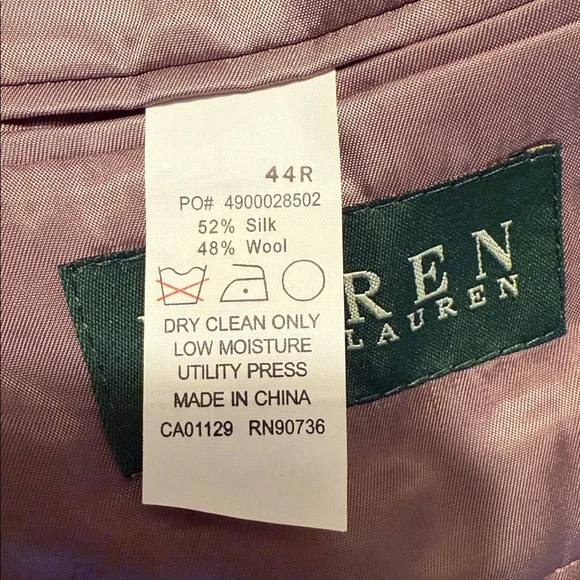 44R
PO# 4900028502
52% Silk
48% Wool
DRY CLEAN ONLY
LOW MOISTURE
UTILITY PRESS
MADE IN CHINA
CA01129 RN90736
REN
LAUREN